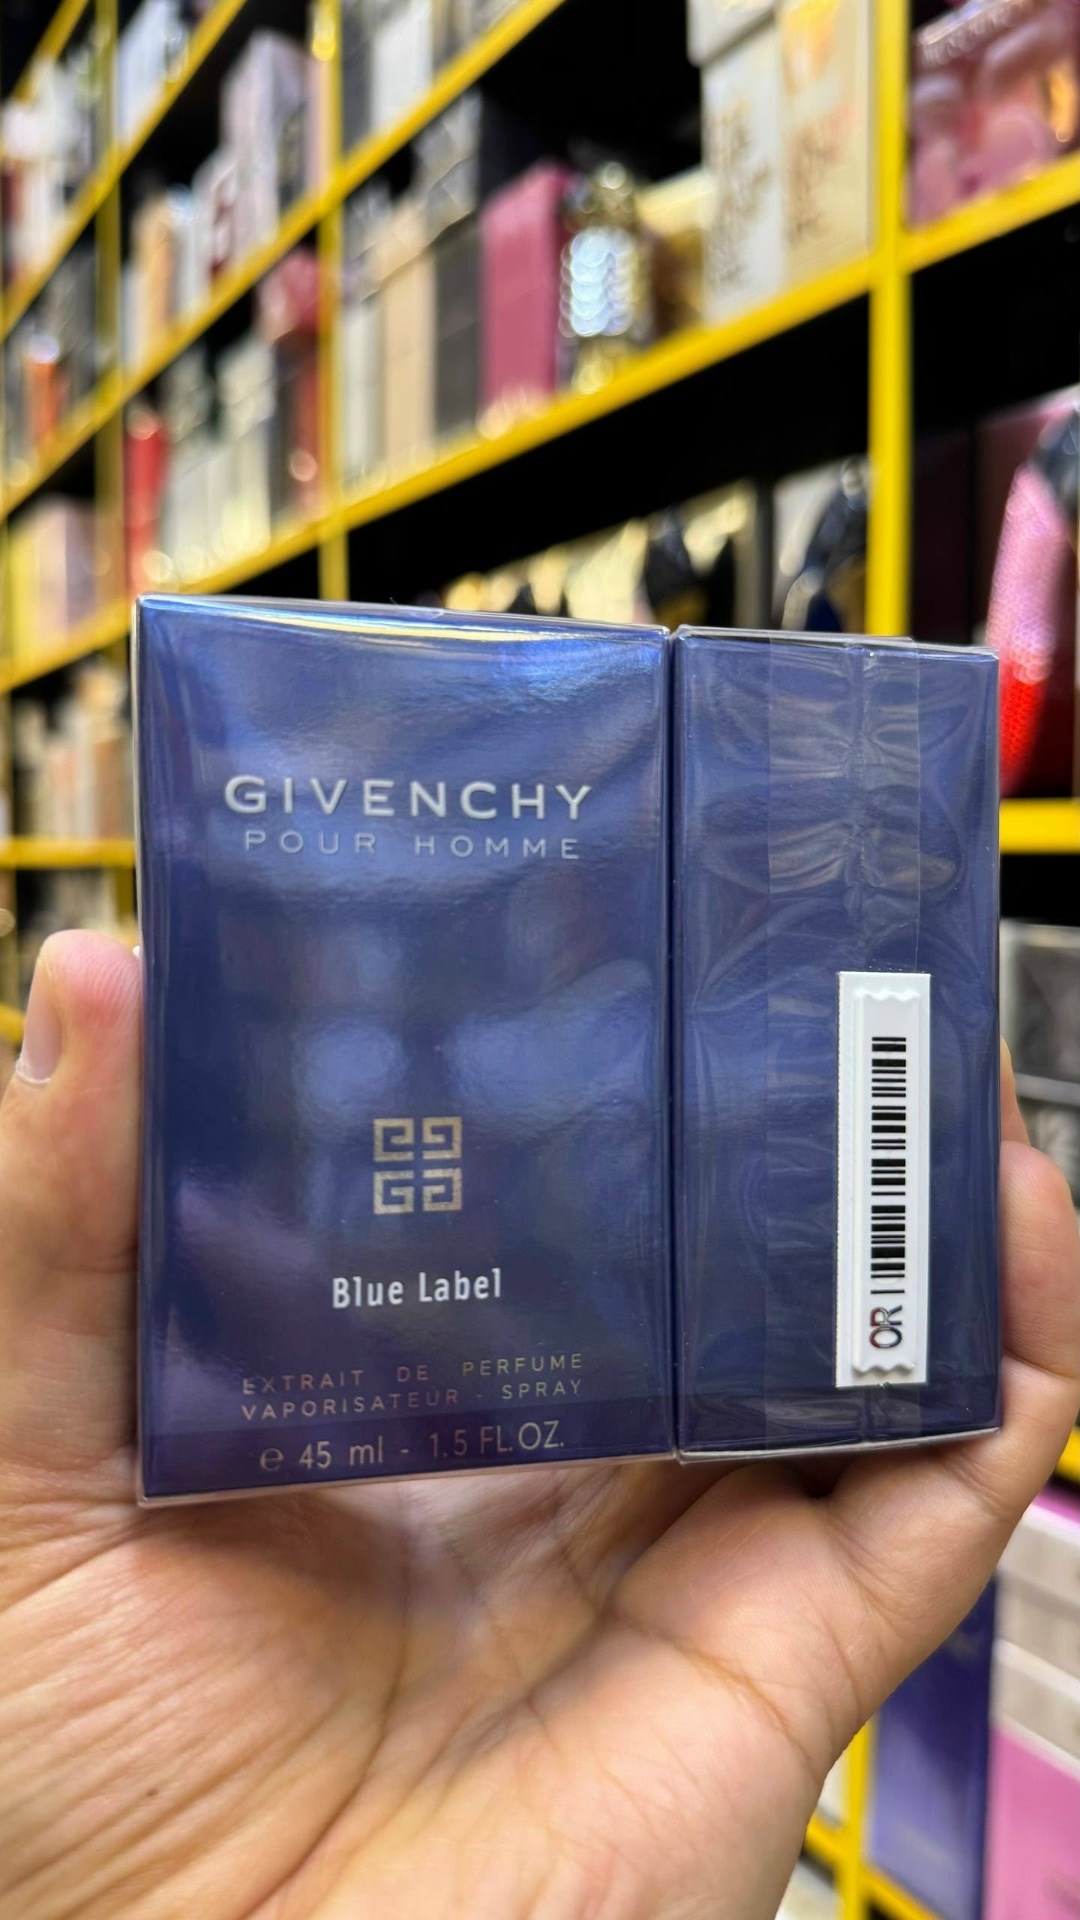 GIVENCHY
POUR HOMME
Blue Label
EXTRAIT DE PERFUME
VAPORISATEUR - SPRAY
e 45 ml - 1.5 FL.OZ.
OR